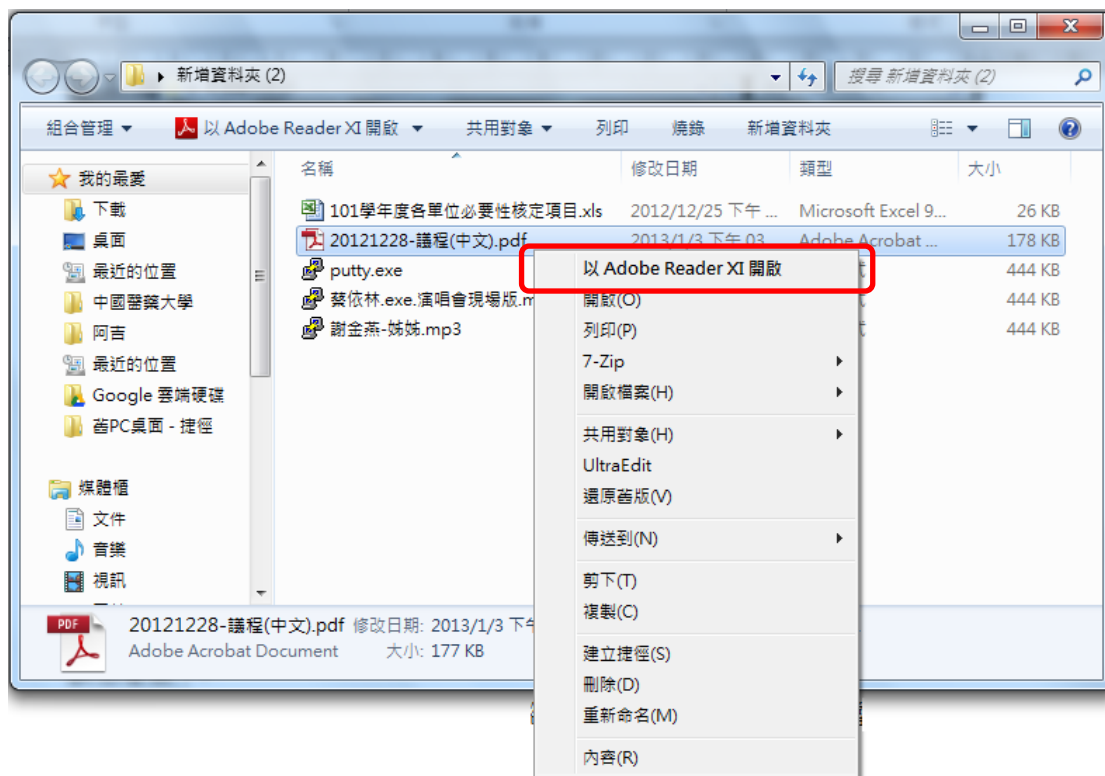 新增資料夾 (2)
搜尋 新增資料夾 (2)
組合管理 以 Adobe Reader XI 開啟 共用對象 列印 燒錄 新增資料夾
名稱 修改日期 類型 大小
101學年度各單位必要性核定項目.xls 2012/12/25 下午 ... Microsoft Excel 9... 26 KB
20121228-議程(中文).pdf 2013/1/3 下午 03... Adobe Acrobat ... 178 KB
putty.exe 444 KB
蔡依林.exe.演唱會現場版.m 444 KB
謝金燕-姊姊.mp3 444 KB
我的最愛
下載
桌面
最近的位置
中國醫藥大學
阿吉
最近的位置
Google 雲端硬碟
舊PC桌面 - 捷徑
媒體櫃
文件
音樂
視訊
以 Adobe Reader XI 開啟
開啟(O)
列印(P)
7-Zip
開啟檔案(H)
共用對象(H)
UltraEdit
還原舊版(V)
傳送到(N)
剪下(T)
複製(C)
建立捷徑(S)
刪除(D)
重新命名(M)
內容(R)
PDF
20121228-議程(中文).pdf 修改日期: 2013/1/3 下午
Adobe Acrobat Document 大小: 177 KB